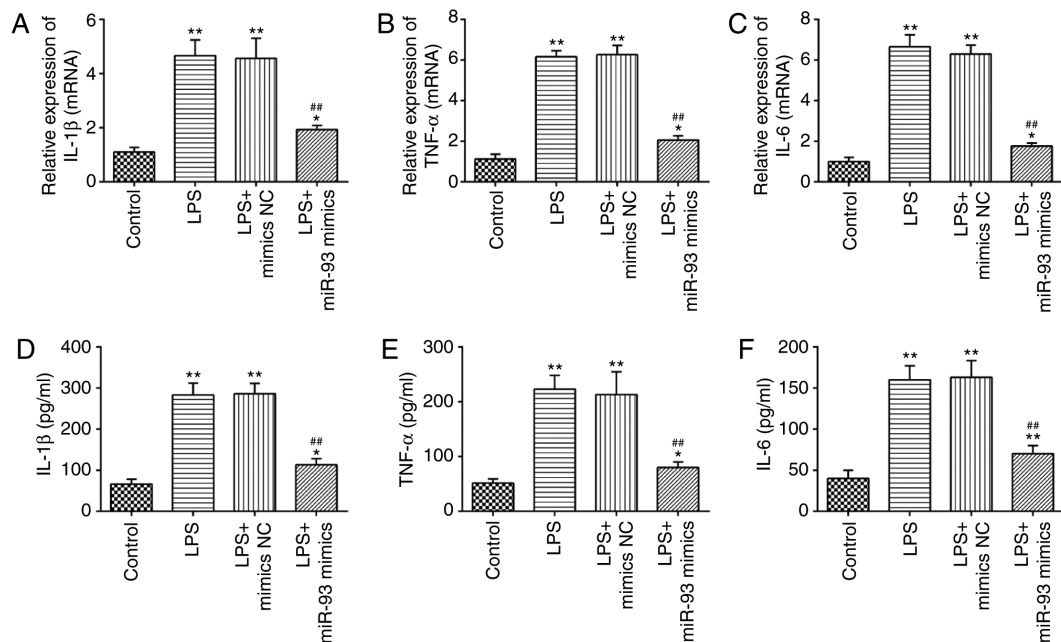 A
Relative expression of
IL-1β (mRNA)
6
4
2
0
**
**
##
*
Control
LPS
LPS+
mimics NC
LPS+
miR-93 mimics
B
Relative expression of
TNF-α (mRNA)
8
6
4
2
0
**
**
##
*
Control
LPS
LPS+
mimics NC
LPS+
miR-93 mimics
C
Relative expression of
IL-6 (mRNA)
8
6
4
2
0
**
**
##
*
Control
LPS
LPS+
mimics NC
LPS+
miR-93 mimics
D
IL-1β (pg/ml)
400
300
200
100
0
**
**
##
*
Control
LPS
LPS+
mimics NC
LPS+
miR-93 mimics
E
TNF-α (pg/ml)
300
200
100
0
**
**
##
*
Control
LPS
LPS+
mimics NC
LPS+
miR-93 mimics
F
IL-6 (pg/ml)
200
150
100
50
0
**
**
##
**
Control
LPS
LPS+
mimics NC
LPS+
miR-93 mimics